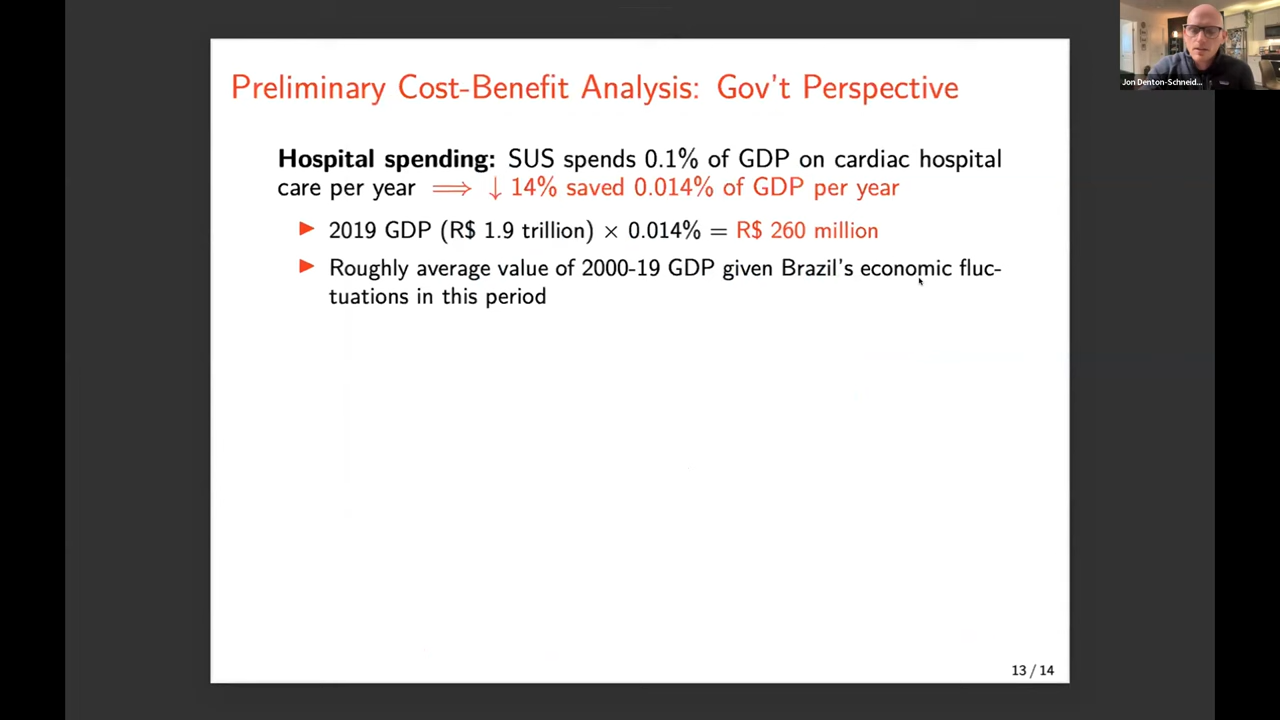 Jon Denton-Schneid...
Preliminary Cost-Benefit Analysis: Gov't Perspective
Hospital spending: SUS spends 0.1% of GDP on cardiac hospital
care per year ⟹ ↓ 14% saved 0.014% of GDP per year
▶ 2019 GDP (R$ 1.9 trillion) × 0.014% = R$ 260 million
▶ Roughly average value of 2000-19 GDP given Brazil's economic fluc-
tuations in this period
13 / 14